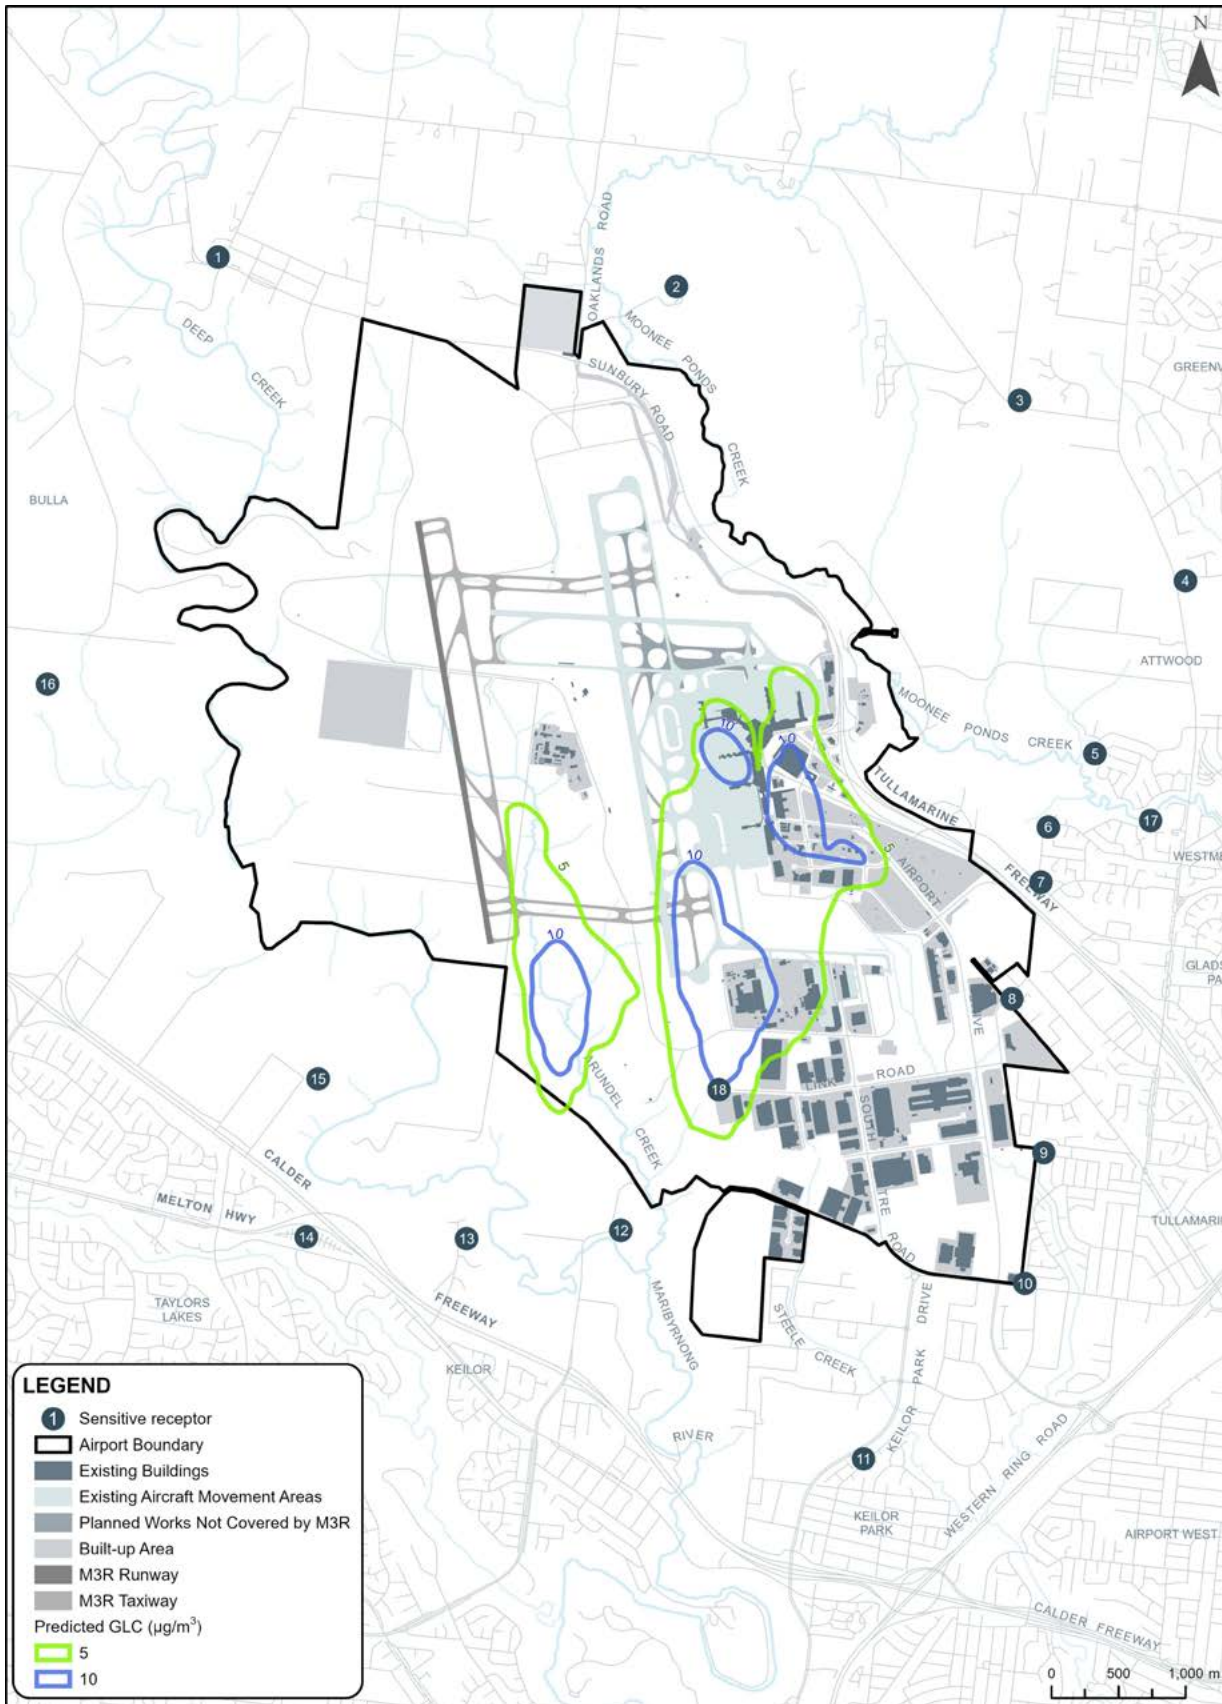 N
OAKLANDS ROAD
1
2
MOONEE PONDS
CREEK
DEEP
CREEK
SUNBURY ROAD
GREENV
3
BULLA
4
ATTWOOD
16
MOONEE PONDS CREEK
5
10
10
TULLAMARINE
FREEWAY
6
17
WESTME
5
5
AIRPORT
7
10
10
GLADS
PA
8
IVE
ARUNDEL
CREEK
15
LINK ROAD
18
SOUTH
TRE
ROAD
9
CALDER
FREEWAY
MELTON HWY
14
13
12
TULLAMARI
10
TAYLORS
LAKES
MARIBYRNONG
RIVER
STEELE
CREEK
KEILOR PARK DRIVE
KEILOR
11
WESTERN RING ROAD
KEILOR
PARK
AIRPORT WEST
CALDER FREEWAY
LEGEND
1 Sensitive receptor
Airport Boundary
Existing Buildings
Existing Aircraft Movement Areas
Planned Works Not Covered by M3R
Built-up Area
M3R Runway
M3R Taxiway
Predicted GLC (µg/m³)
5
10
0 500 1,000 m